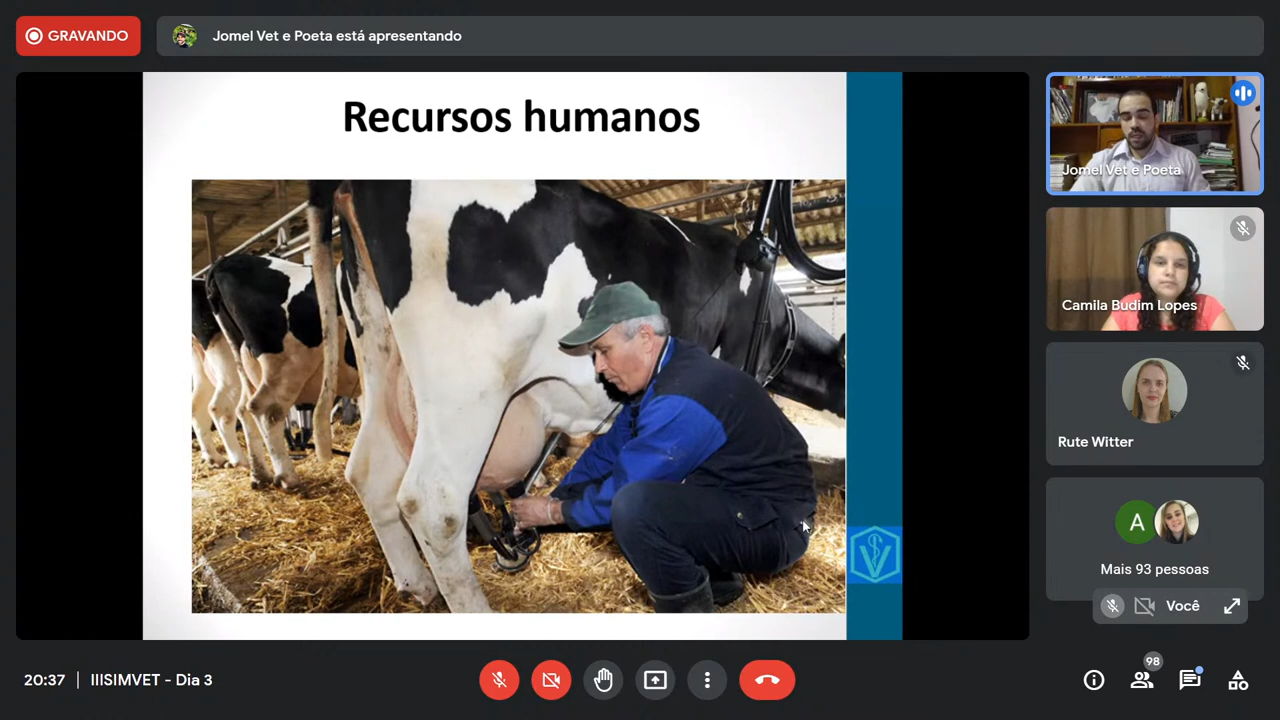 GRAVANDO
Jomel Vet e Poeta está apresentando
Recursos humanos
V
Jomel Vet e Poeta
Camila Budim Lopes
Rute Witter
A
Mais 93 pessoas
Você
20:37 | IIISIMVET - Dia 3
98